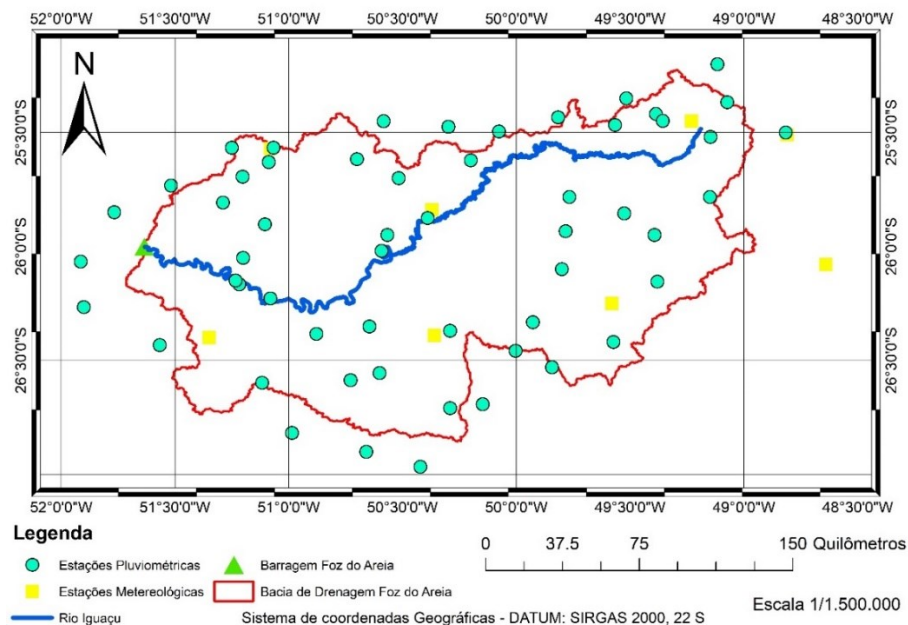 N
25°30'0"S
26°0'0"S
26°30'0"S
25°30'0"S
26°0'0"S
26°30'0"S
52°0'0"W 51°30'0"W 51°0'0"W 50°30'0"W 50°0'0"W 49°30'0"W 49°0'0"W 48°30'0"W
52°0'0"W 51°30'0"W 51°0'0"W 50°30'0"W 50°0'0"W 49°30'0"W 49°0'0"W 48°30'0"W
Legenda
Estações Pluviométricas
Barragem Foz do Areia
Estações Metereológicas
Bacia de Drenagem Foz do Areia
Rio Iguaçu
0 37.5 75 150 Quilômetros
Sistema de coordenadas Geográficas - DATUM: SIRGAS 2000, 22 S
Escala 1/1.500.000